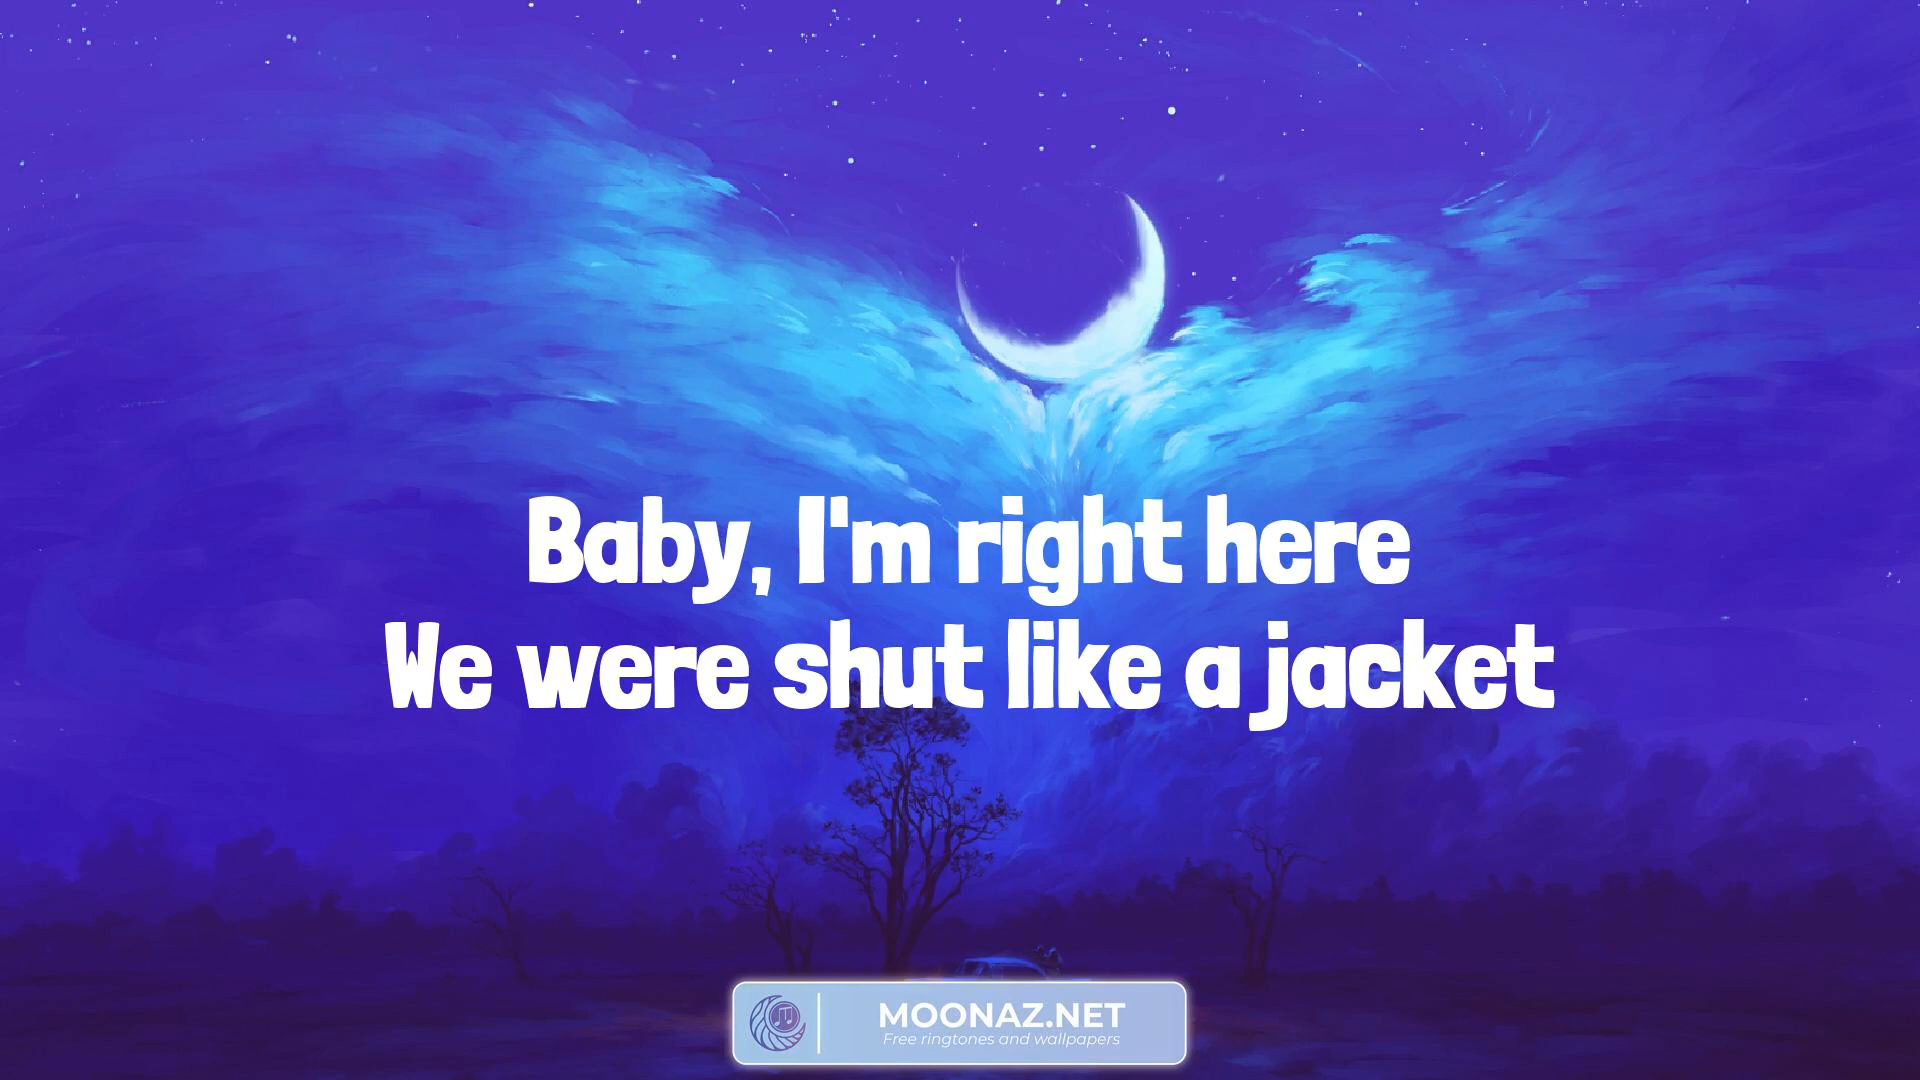 Baby, I'm right here
We were shut like a jacket
MOONAZ.NET
Free ringtones and wallpapers